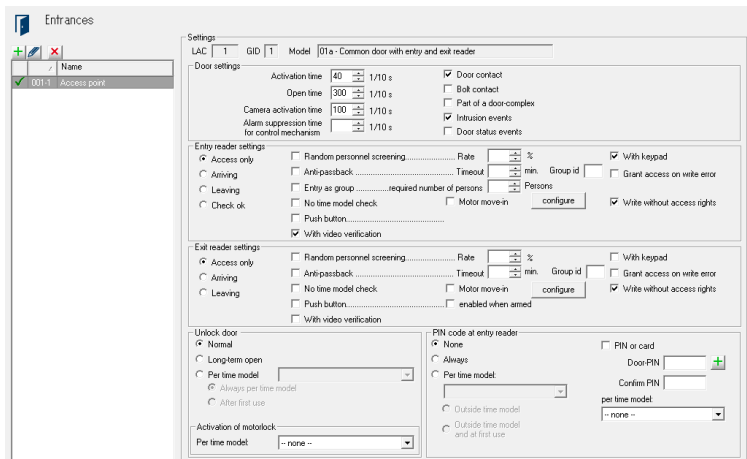 Entrances
Settings
LAC 1 GID 1 Model 01a - Common door with entry and exit reader
/ Name
001-1 Access point
Door settings
Activation time 40 1/10 s Door contact
Open time 300 1/10 s Bolt contact
Camera activation time 100 1/10 s Part of a door-complex
Alarm suppression time
for control mechanism 1/10 s Intrusion events
Door status events
Entry reader settings
Access only Random personnel screening....................... Rate % With keypad
Arriving Anti-passback ............................................ Timeout min. Group id Grant access on write error
Leaving Entry as group ...............required number of persons Persons
Check ok No time model check Motor move-in configure Write without access rights
Push button............................................
With video verification
Exit reader settings
Access only Random personnel screening....................... Rate % With keypad
Arriving Anti-passback ............................................ Timeout min. Group id Grant access on write error
Leaving No time model check Motor move-in configure Write without access rights
Push button............................................ enabled when armed
With video verification
Unlock door
Normal
Long-term open
Per time model
Always per time model
After first use
Activation of motorlock
Per time model: -- none --
PIN code at entry reader
None PIN or card
Always Door-PIN
Per time model: Confirm PIN
Outside time model per time model:
Outside time model
and at first use -- none --